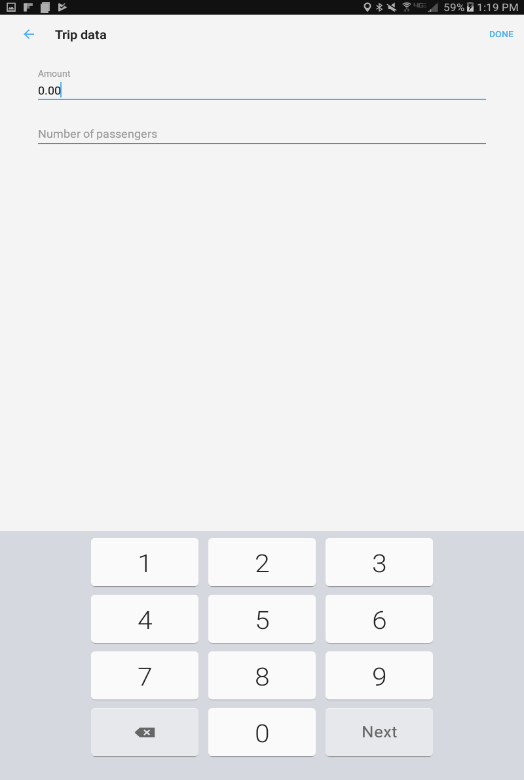 59% 1:19 PM
Trip data DONE
Amount
0.00
Number of passengers
1 2 3
4 5 6
7 8 9
0 Next